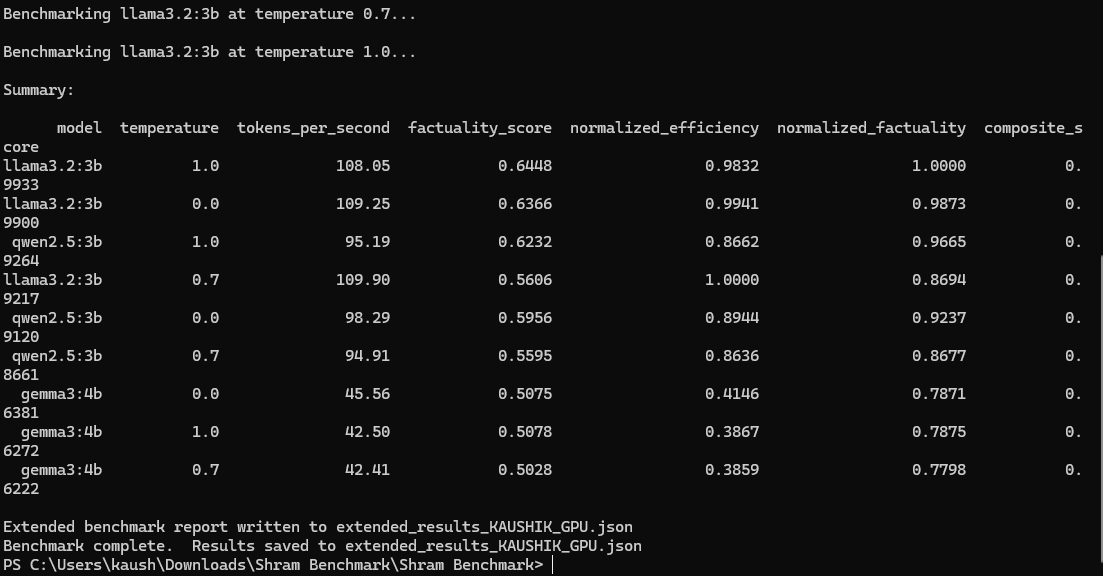 Benchmarking llama3.2:3b at temperature 0.7...
Benchmarking llama3.2:3b at temperature 1.0...
Summary:
model temperature tokens_per_second factuality_score normalized_efficiency normalized_factuality composite_s
core
llama3.2:3b 1.0 108.05 0.6448 0.9832 1.0000 0.
9933
llama3.2:3b 0.0 109.25 0.6366 0.9941 0.9873 0.
9900
qwen2.5:3b 1.0 95.19 0.6232 0.8662 0.9665 0.
9264
llama3.2:3b 0.7 109.90 0.5606 1.0000 0.8694 0.
9217
qwen2.5:3b 0.0 98.29 0.5956 0.8944 0.9237 0.
9120
qwen2.5:3b 0.7 94.91 0.5595 0.8636 0.8677 0.
8661
gemma3:4b 0.0 45.56 0.5075 0.4146 0.7871 0.
6381
gemma3:4b 1.0 42.50 0.5078 0.3867 0.7875 0.
6272
gemma3:4b 0.7 42.41 0.5028 0.3859 0.7798 0.
6222
Extended benchmark report written to extended_results_KAUSHIK_GPU.json
Benchmark complete.  Results saved to extended_results_KAUSHIK_GPU.json
PS C:\Users\kaush\Downloads\Shram Benchmark\Shram Benchmark>